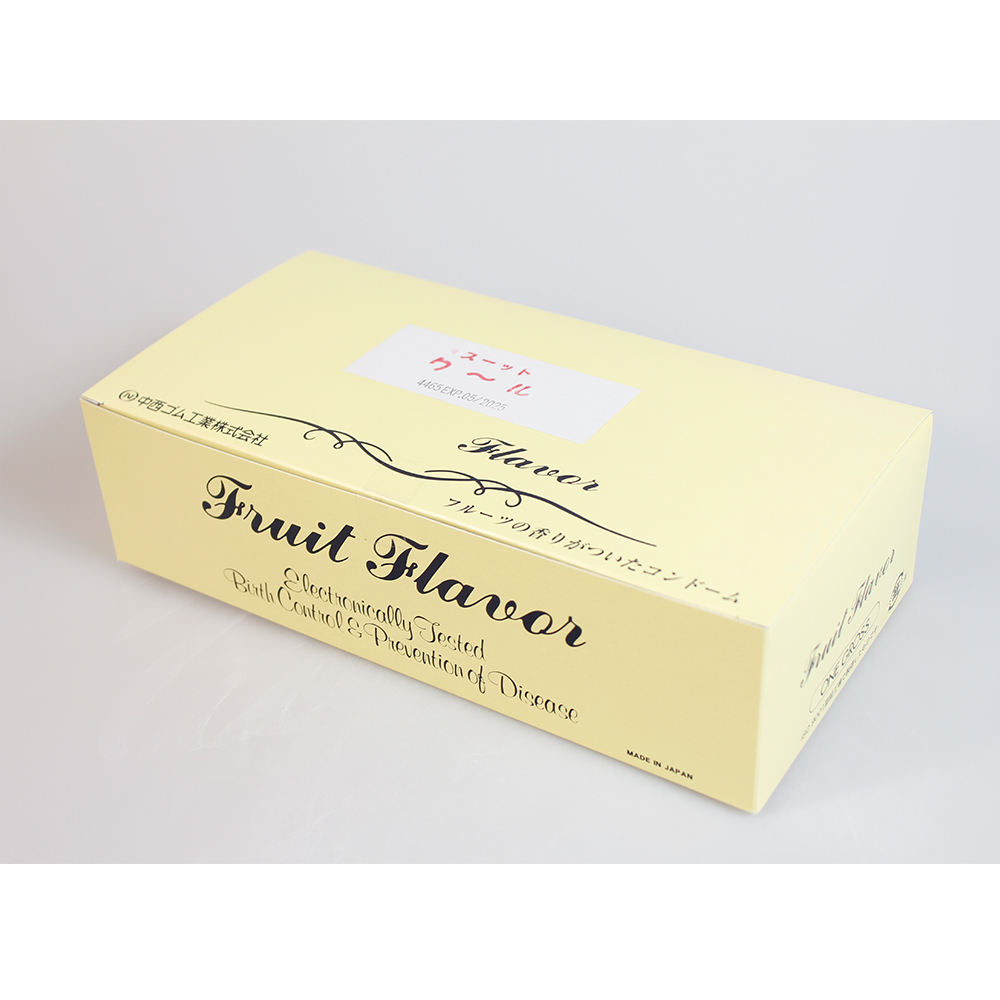 スーット
ク〜ル
4465 EXP.05/2025
Ⓝ中西ゴム工業株式会社
Flavor
フルーツの香りがついたコンドーム
Fruit Flavor
Electronically Tested
Birth Control & Prevention of Disease
MADE IN JAPAN
Fruit Flavor
ONE GROSS